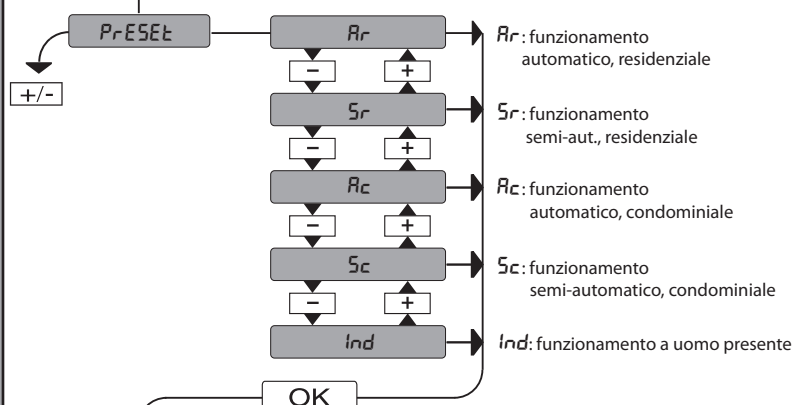 PrESEt
Ar
Ar: funzionamento
automatico, residenziale
- +
+/-
Sr
Sr: funzionamento
semi-aut., residenziale
- +
Ac
Ac: funzionamento
automatico, condominiale
- +
Sc
Sc: funzionamento
semi-automatico, condominiale
- +
Ind
Ind: funzionamento a uomo presente
OK